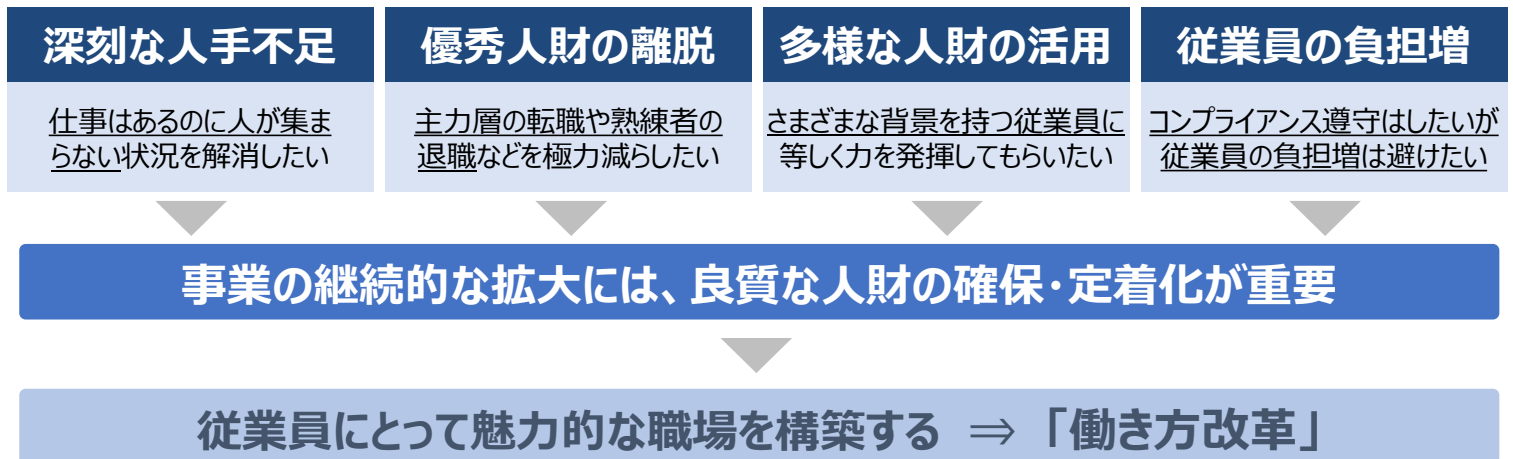 深刻な人手不足
仕事はあるのに人が集ま
らない状況を解消したい
優秀人財の離脱
主力層の転職や熟練者の
退職などを極力減らしたい
多様な人財の活用
さまざまな背景を持つ従業員に
等しく力を発揮してもらいたい
従業員の負担増
コンプライアンス遵守はしたいが
従業員の負担増は避けたい
事業の継続的な拡大には、良質な人財の確保・定着化が重要
従業員にとって魅力的な職場を構築する ⇒「働き方改革」